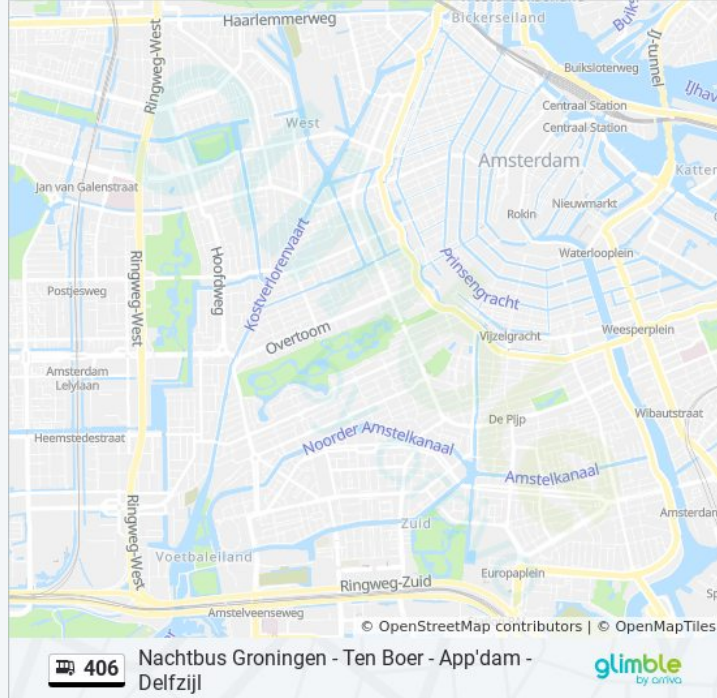 Haarlemmerweg
Bickerseiland
Ringweg-West
IJ-tunnel
Buiksloterweg
IJhav
Centraal Station
Centraal Station
West
Amsterdam
Katter
Jan van Galenstraat
Nieuwmarkt
Rokin
Waterlooplein
Kostverlorenvaart
Hoofdweg
Prinsengracht
Postjesweg
Ringweg-West
Overtoom
Vijzelgracht
Weesperplein
Amsterdam
Lelylaan
De Pijp
Wibautstraat
Heemstedestraat
Noorder Amstelkanaal
Amstelkanaal
Ringweg-West
Zuid
Amsterdam
Voetbaleiland
Ringweg-Zuid
Europaplein
Sp
Amstelveenseweg
© OpenStreetMap contributors | © OpenMapTiles
406
Nachtbus Groningen - Ten Boer - App'dam -
Delfzijl
glimble
by arriva